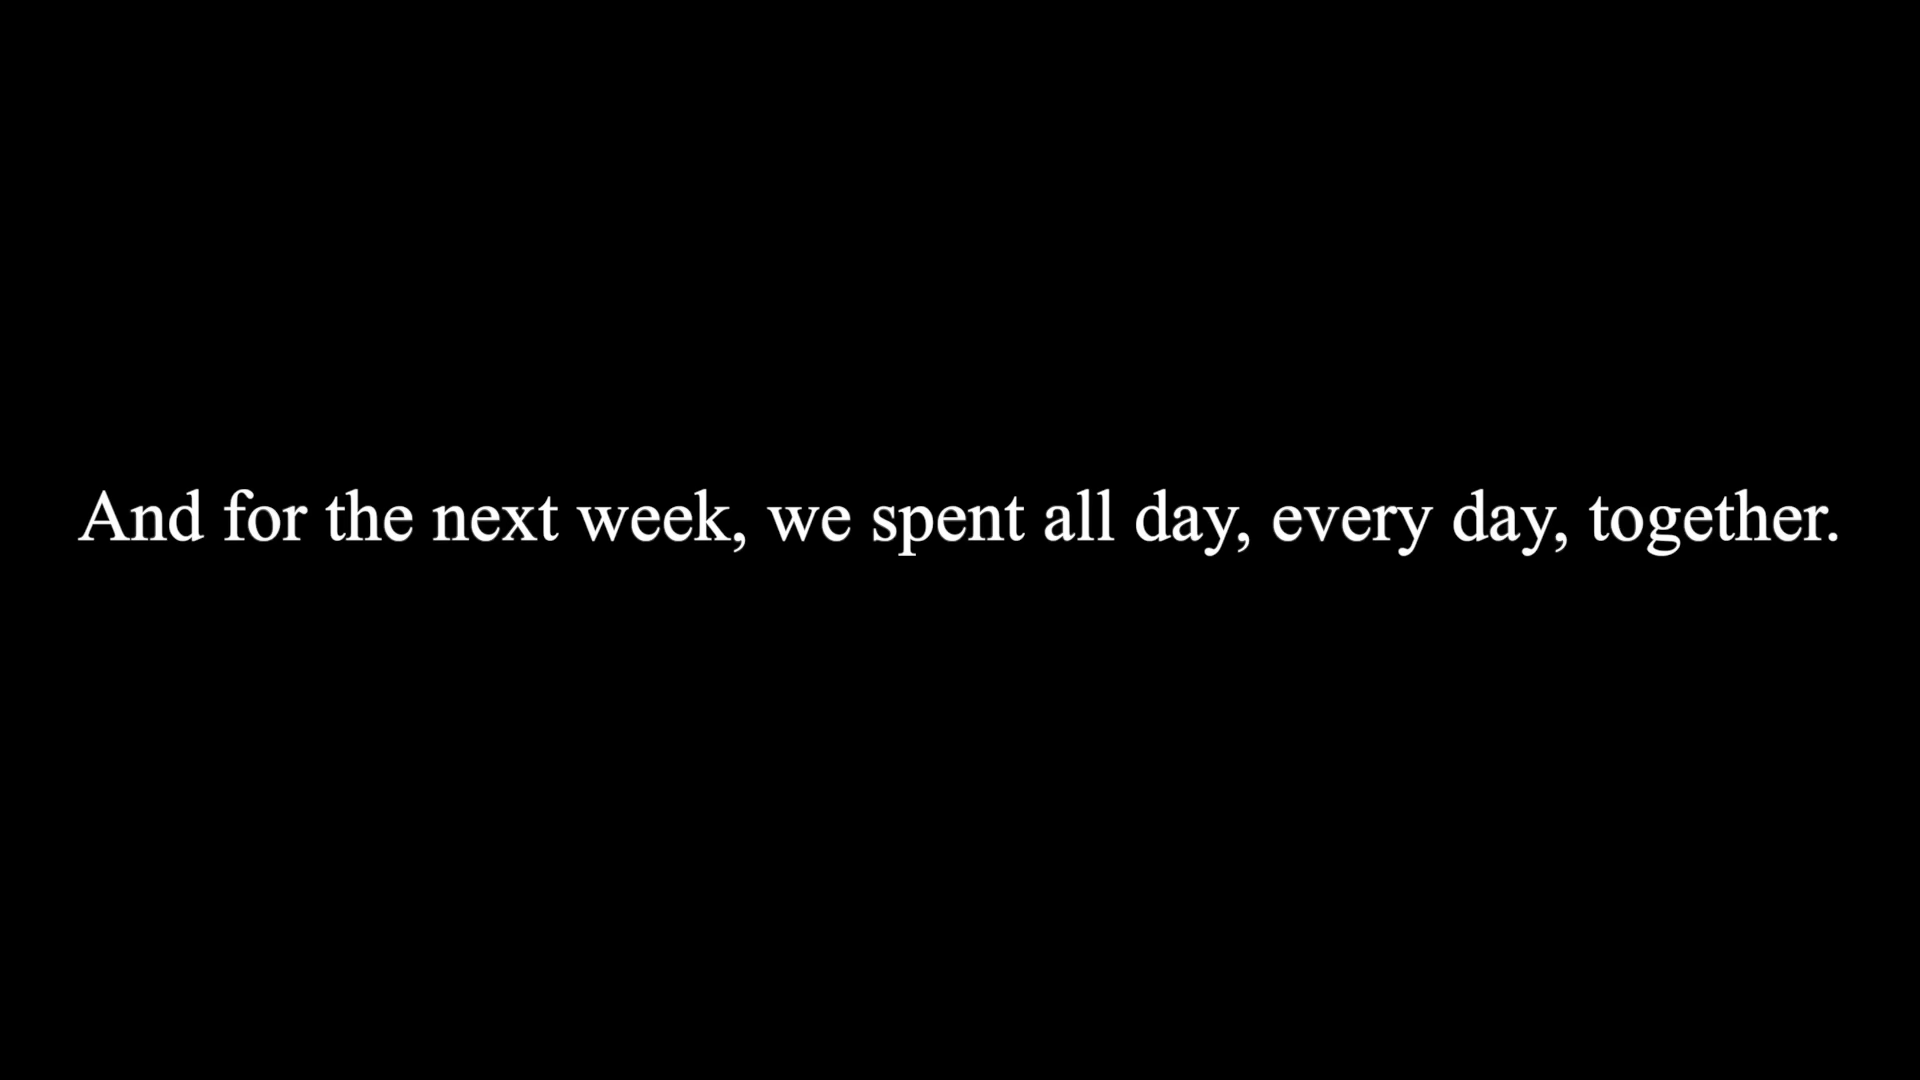 And for the next week, we spent all day, every day, together.